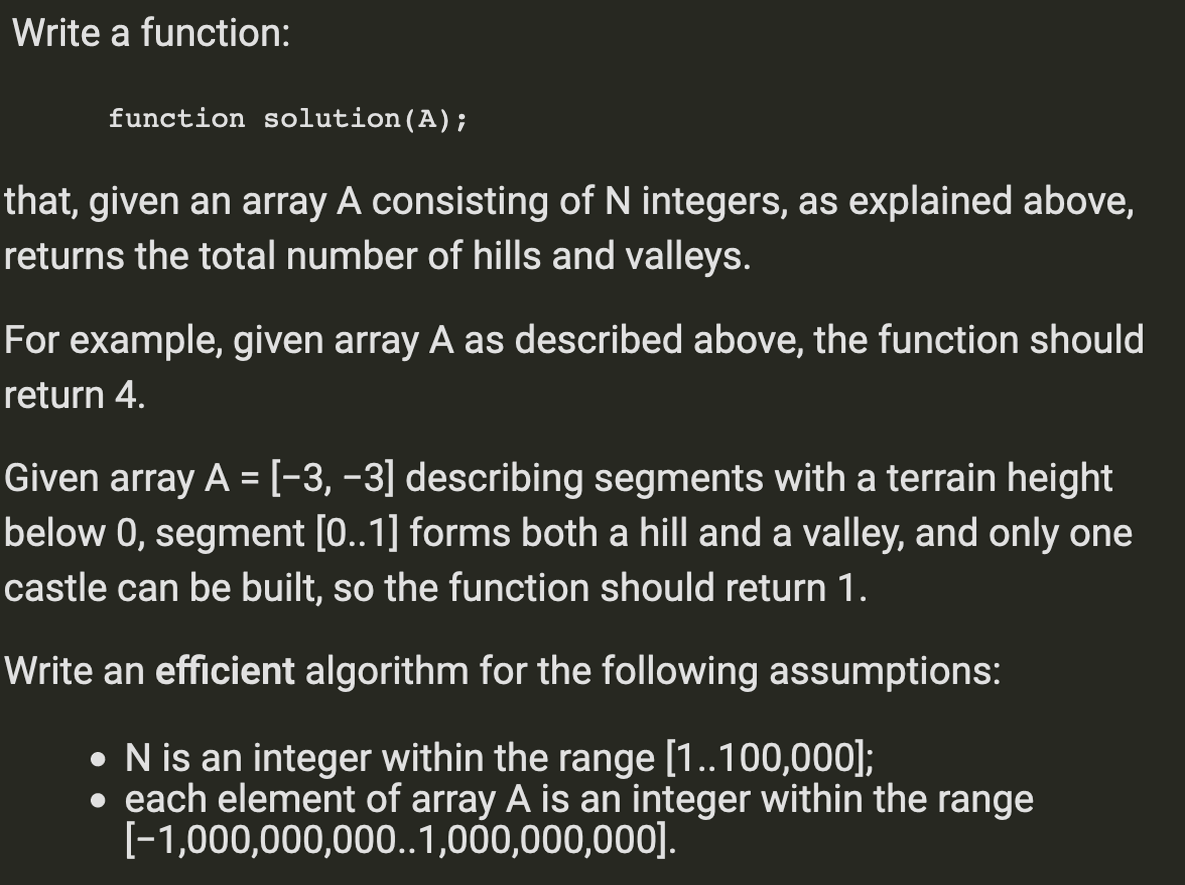 Write a function:
function solution(A);
that, given an array A consisting of N integers, as explained above,
returns the total number of hills and valleys.
For example, given array A as described above, the function should
return 4.
Given array A = [−3, −3] describing segments with a terrain height
below 0, segment [0..1] forms both a hill and a valley, and only one
castle can be built, so the function should return 1.
Write an efficient algorithm for the following assumptions:
• N is an integer within the range [1..100,000];
• each element of array A is an integer within the range
[−1,000,000,000..1,000,000,000].